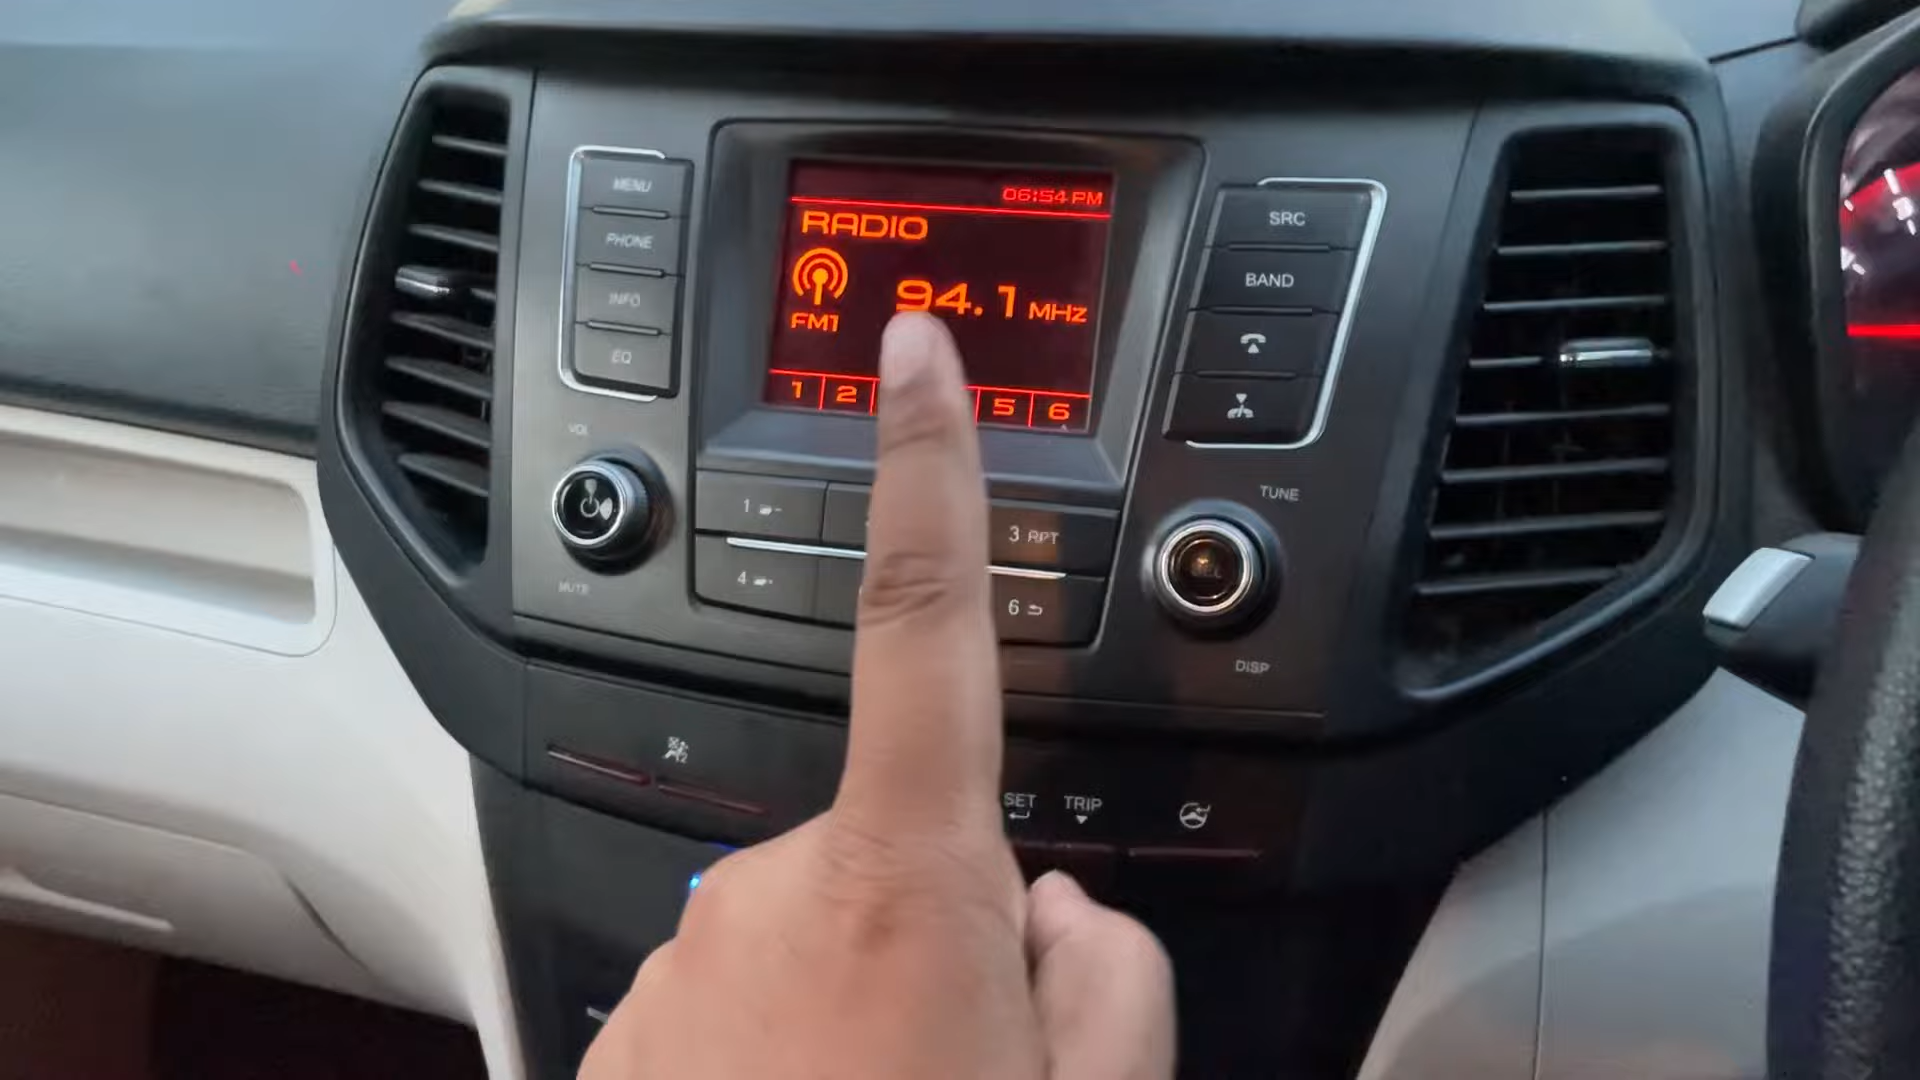 06:54 PM
RADIO
94.1 MHz
FM1
1 2 5 6
MENU
PHONE
INFO
EQ
SRC
BAND
VOL
MUTE
TUNE
DISP
1
3 RPT
4
6
SET
TRIP